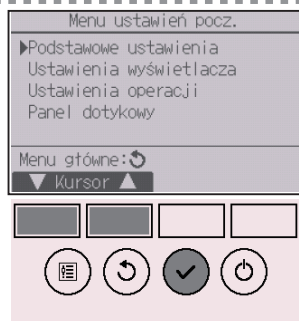 Menu ustawień pocz.
▶Podstawowe ustawienia
Ustawienia wyświetlacza
Ustawienia operacji
Panel dotykowy
Menu główne:↺
▼ Kursor ▲